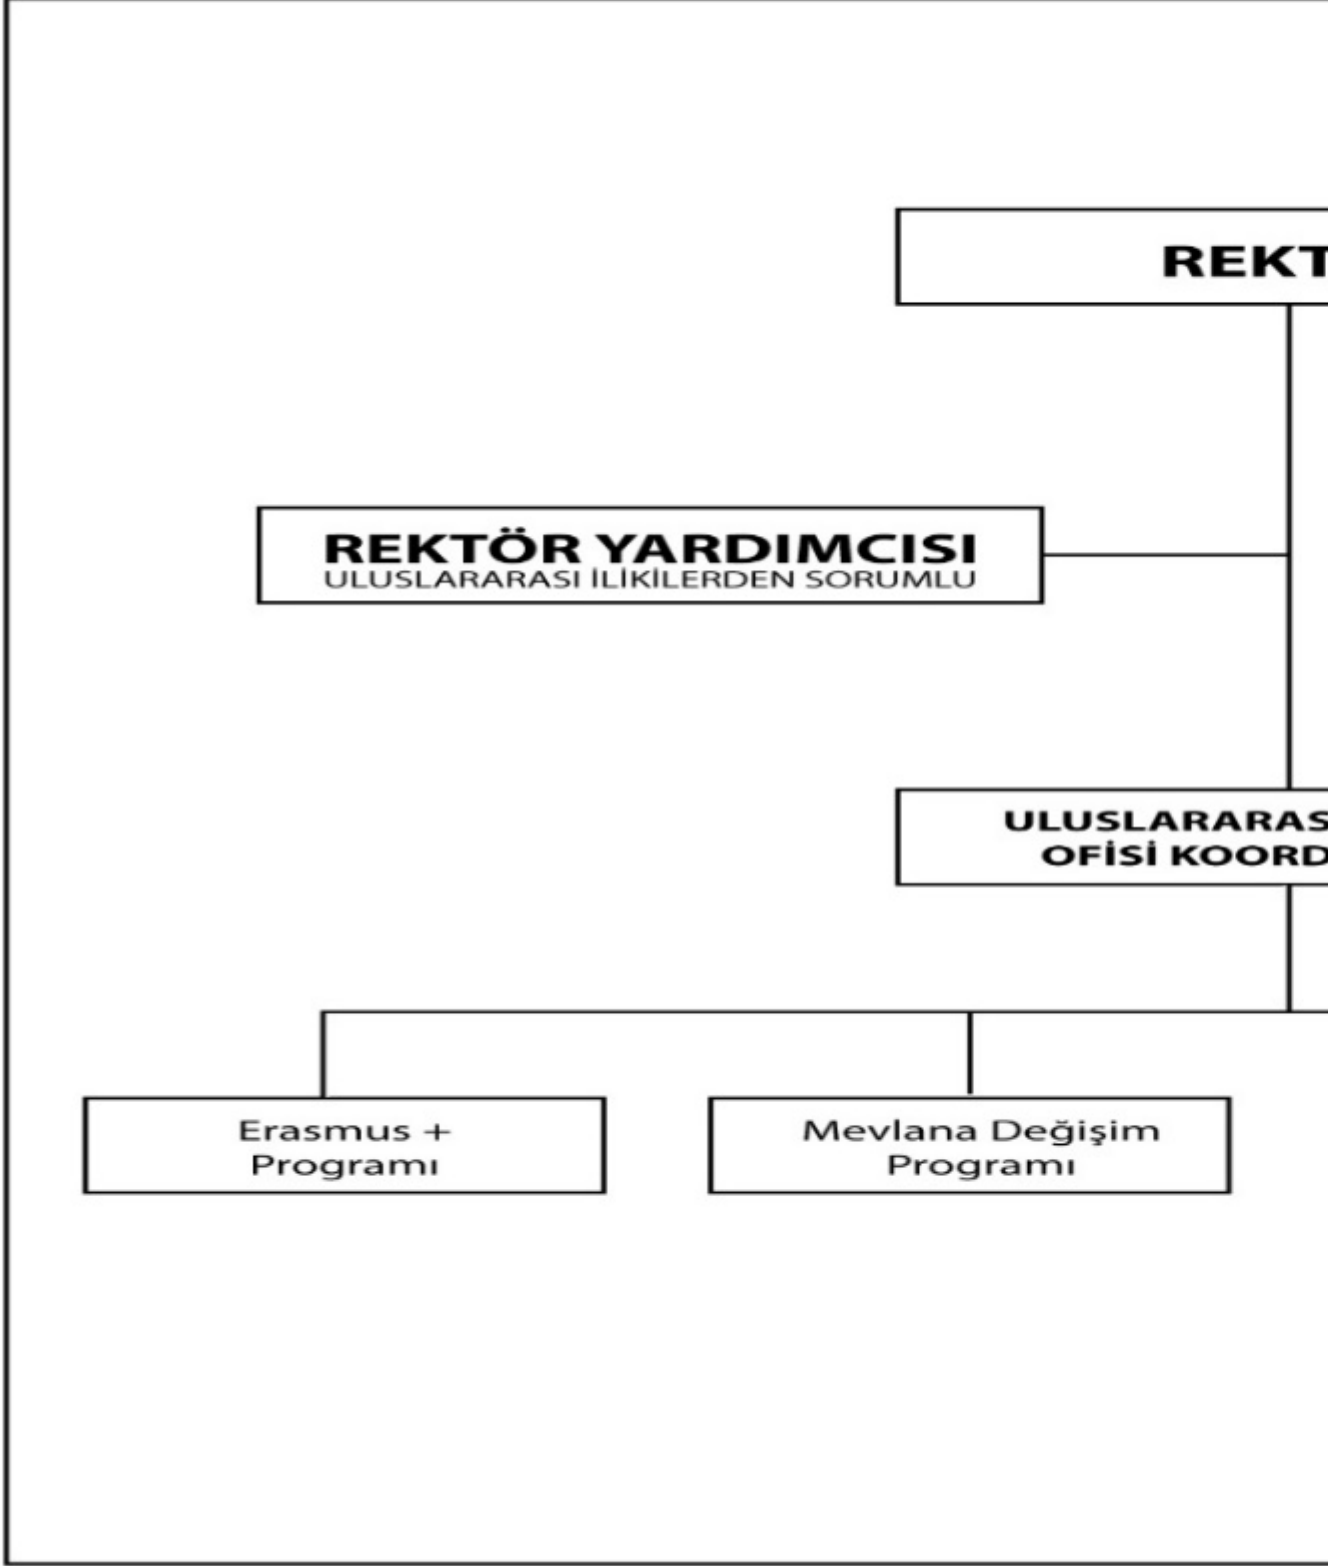 REKT
REKTÖR YARDIMCISI
ULUSLARARASI İLİKİLERDEN SORUMLU
ULUSLARARAS
OFİSİ KOORD
Erasmus +
Programı
Mevlana Değişim
Programı